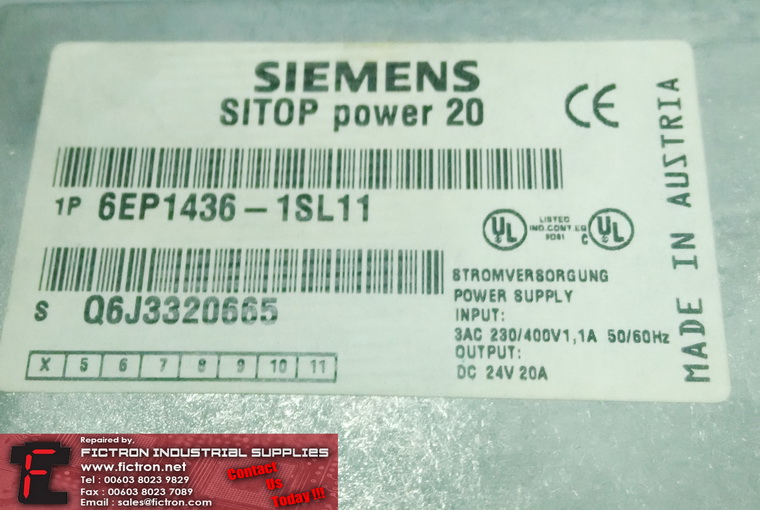 SIEMENS
SITOP power 20
CE
1P 6EP1436-1SL11
UL LISTED IND.CONT.EQ c UL
S Q6J3320665
STROMVERSORGUNG
POWER SUPPLY
INPUT:
3AC 230/400V1,1A 50/60Hz
OUTPUT:
DC 24V 20A
X 5 6 7 8 9 10 11
MADE IN AUSTRIA
Repaired by,
FICTRON INDUSTRIAL SUPPLIES
www.fictron.net
Tel : 00603 8023 9829
Fax : 00603 8023 7089
Email : sales@fictron.com
Contact
Us
Today !!!